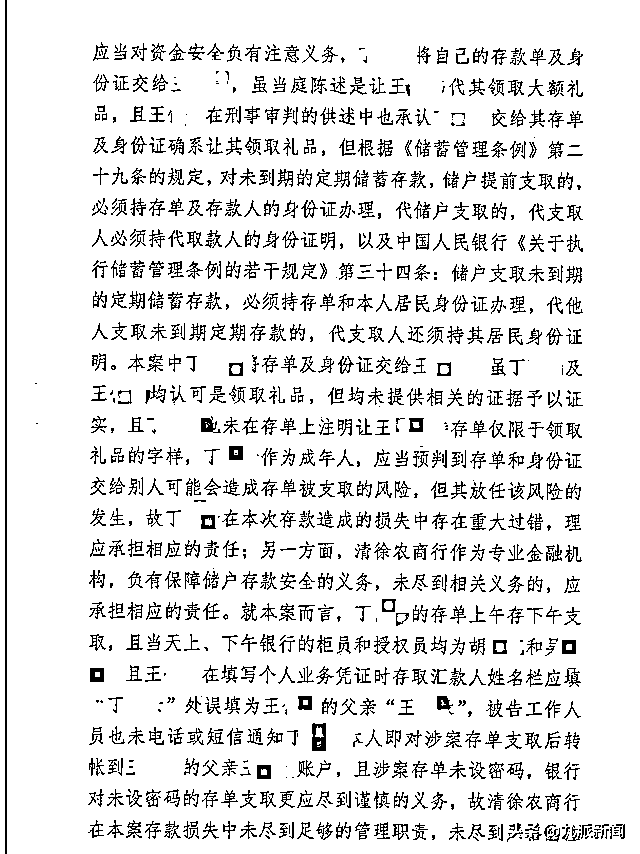 应当对资金安全负有注意义务，丁 将自己的存款单及身
份证交给王 ，虽当庭陈述是让王 代其领取大额礼
品，且王 在刑事审判的供述中也承认 交给其存单
及身份证确系让其领取礼品，但根据《储蓄管理条例》第二
十九条的规定，对未到期的定期储蓄存款，储户提前支取的，
必须持存单及存款人的身份证办理，代储户支取的，代支取
人必须持代取款人的身份证明，以及中国人民银行《关于执
行储蓄管理条例的若干规定》第三十四条：储户支取未到期
的定期储蓄存款，必须持存单和本人居民身份证办理，代他
人支取未到期定期存款的，代支取人还须持其居民身份证
明。本案中丁 存单及身份证交给王 虽丁 及
王 均认可是领取礼品，但均未提供相关的证据予以证
实，且 也未在存单上注明让王 存单仅限于领取
礼品的字样，丁 作为成年人，应当预判到存单和身份证
交给别人可能会造成存单被支取的风险，但其放任该风险的
发生，故丁 在本次存款造成的损失中存在重大过错，理
应承担相应的责任；另一方面，清徐农商行作为专业金融机
构，负有保障储户存款安全的义务，未尽到相关义务的，应
承担相应的责任。就本案而言，丁 的存单上午存下午支
取，且当天上、下午银行的柜员和授权员均为胡 和
且王 在填写个人业务凭证时存取汇款人姓名栏应填
“丁 ”处误填为王 的父亲“王 ”，被告工作人
员也未电话或短信通知丁 本人即对涉案存单支取后转
帐到 的父亲 账户，且涉案存单未设密码，银行
对未设密码的存单支取更应尽到谨慎的义务，故清徐农商行
在本案存款损失中未尽到足够的管理职责，未尽到
头条@九派新闻